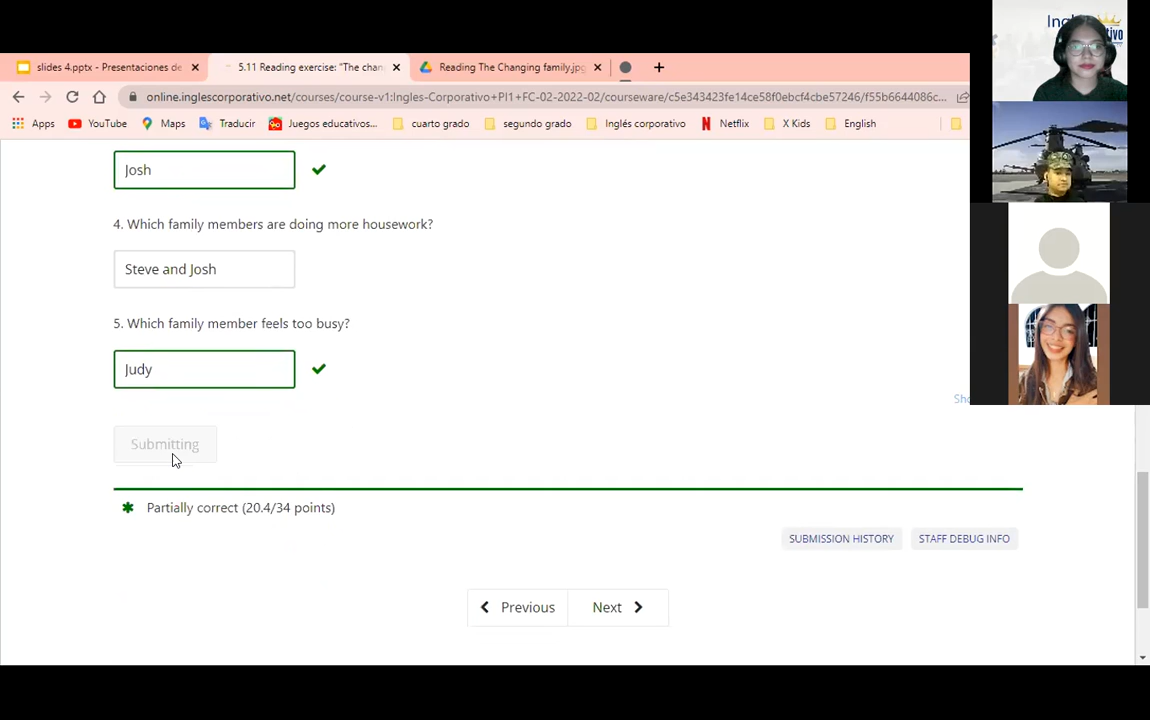 slides 4.pptx - Presentaciones de
5.11 Reading exercise: "The chan
Reading The Changing family.jpg
online.inglescorporativo.net/courses/course-v1:Ingles-Corporativo+PI1+FC-02-2022-02/courseware/c5e343423fe14ce58f0ebcf4cbe57246/f55b6644086c...
Apps
YouTube
Maps
Traducir
Juegos educativos...
cuarto grado
segundo grado
Inglés corporativo
Netflix
X Kids
English
Josh
4. Which family members are doing more housework?
Steve and Josh
5. Which family member feels too busy?
Judy
Sho
Submitting
Partially correct (20.4/34 points)
SUBMISSION HISTORY
STAFF DEBUG INFO
Previous
Next